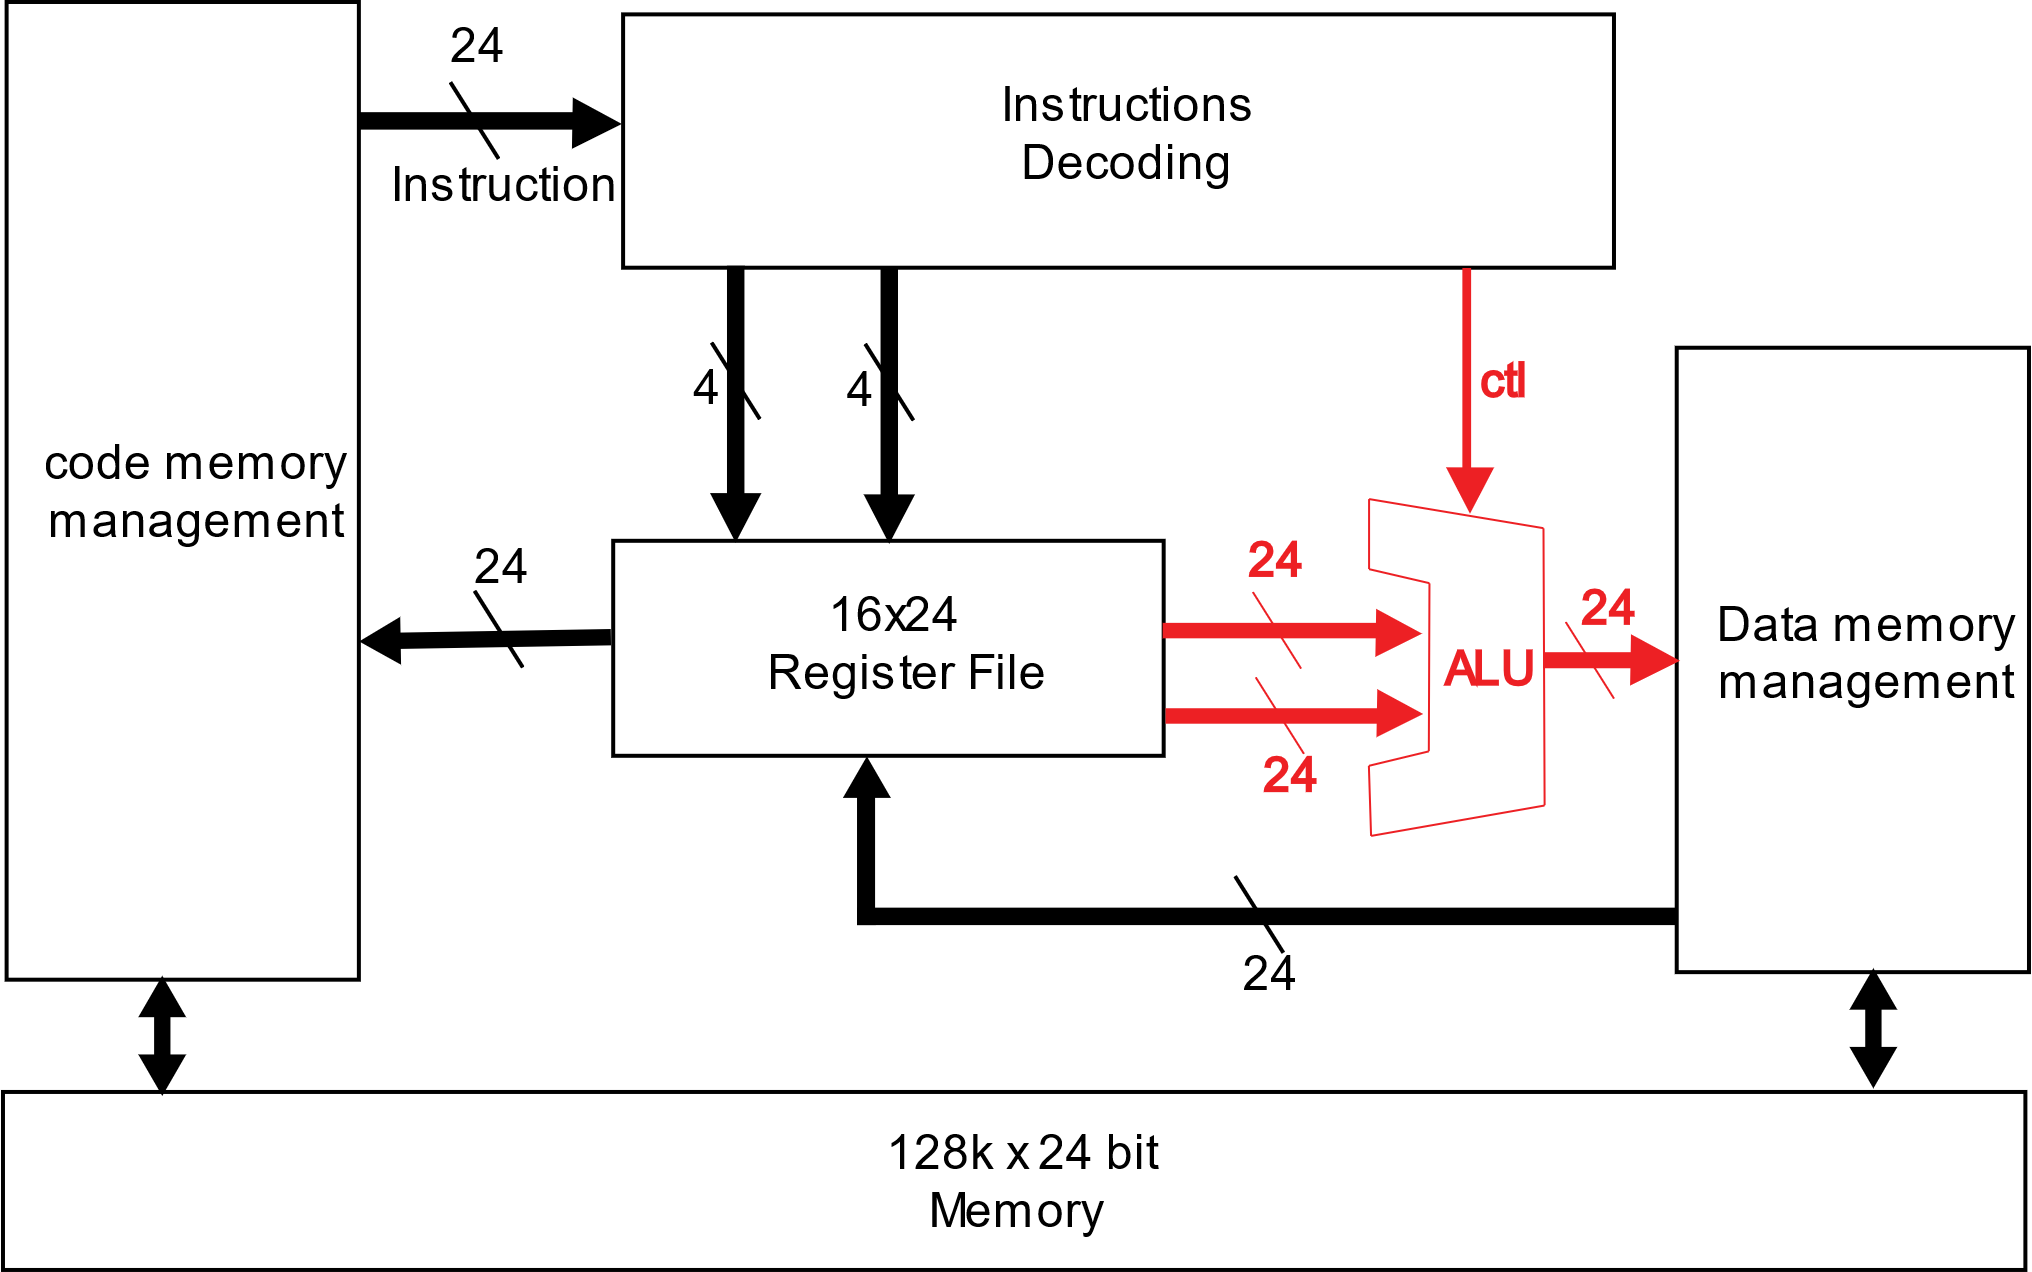 24
Instruction
Instructions
Decoding
4
4
ctl
code memory
management
24
16x24
Register File
24
24
ALU
24
Data memory
management
24
128k x 24 bit
Memory